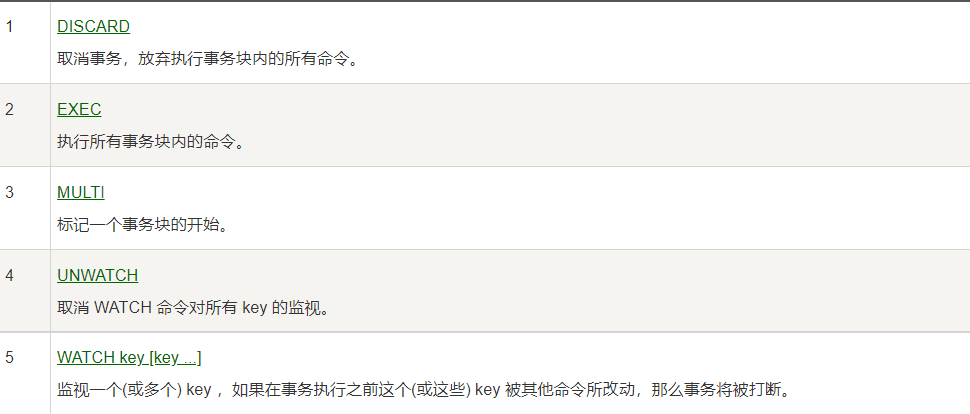 1 DISCARD
取消事务，放弃执行事务块内的所有命令。
2 EXEC
执行所有事务块内的命令。
3 MULTI
标记一个事务块的开始。
4 UNWATCH
取消 WATCH 命令对所有 key 的监视。
5 WATCH key [key ...]
监视一个(或多个) key ，如果在事务执行之前这个(或这些) key 被其他命令所改动，那么事务将被打断。